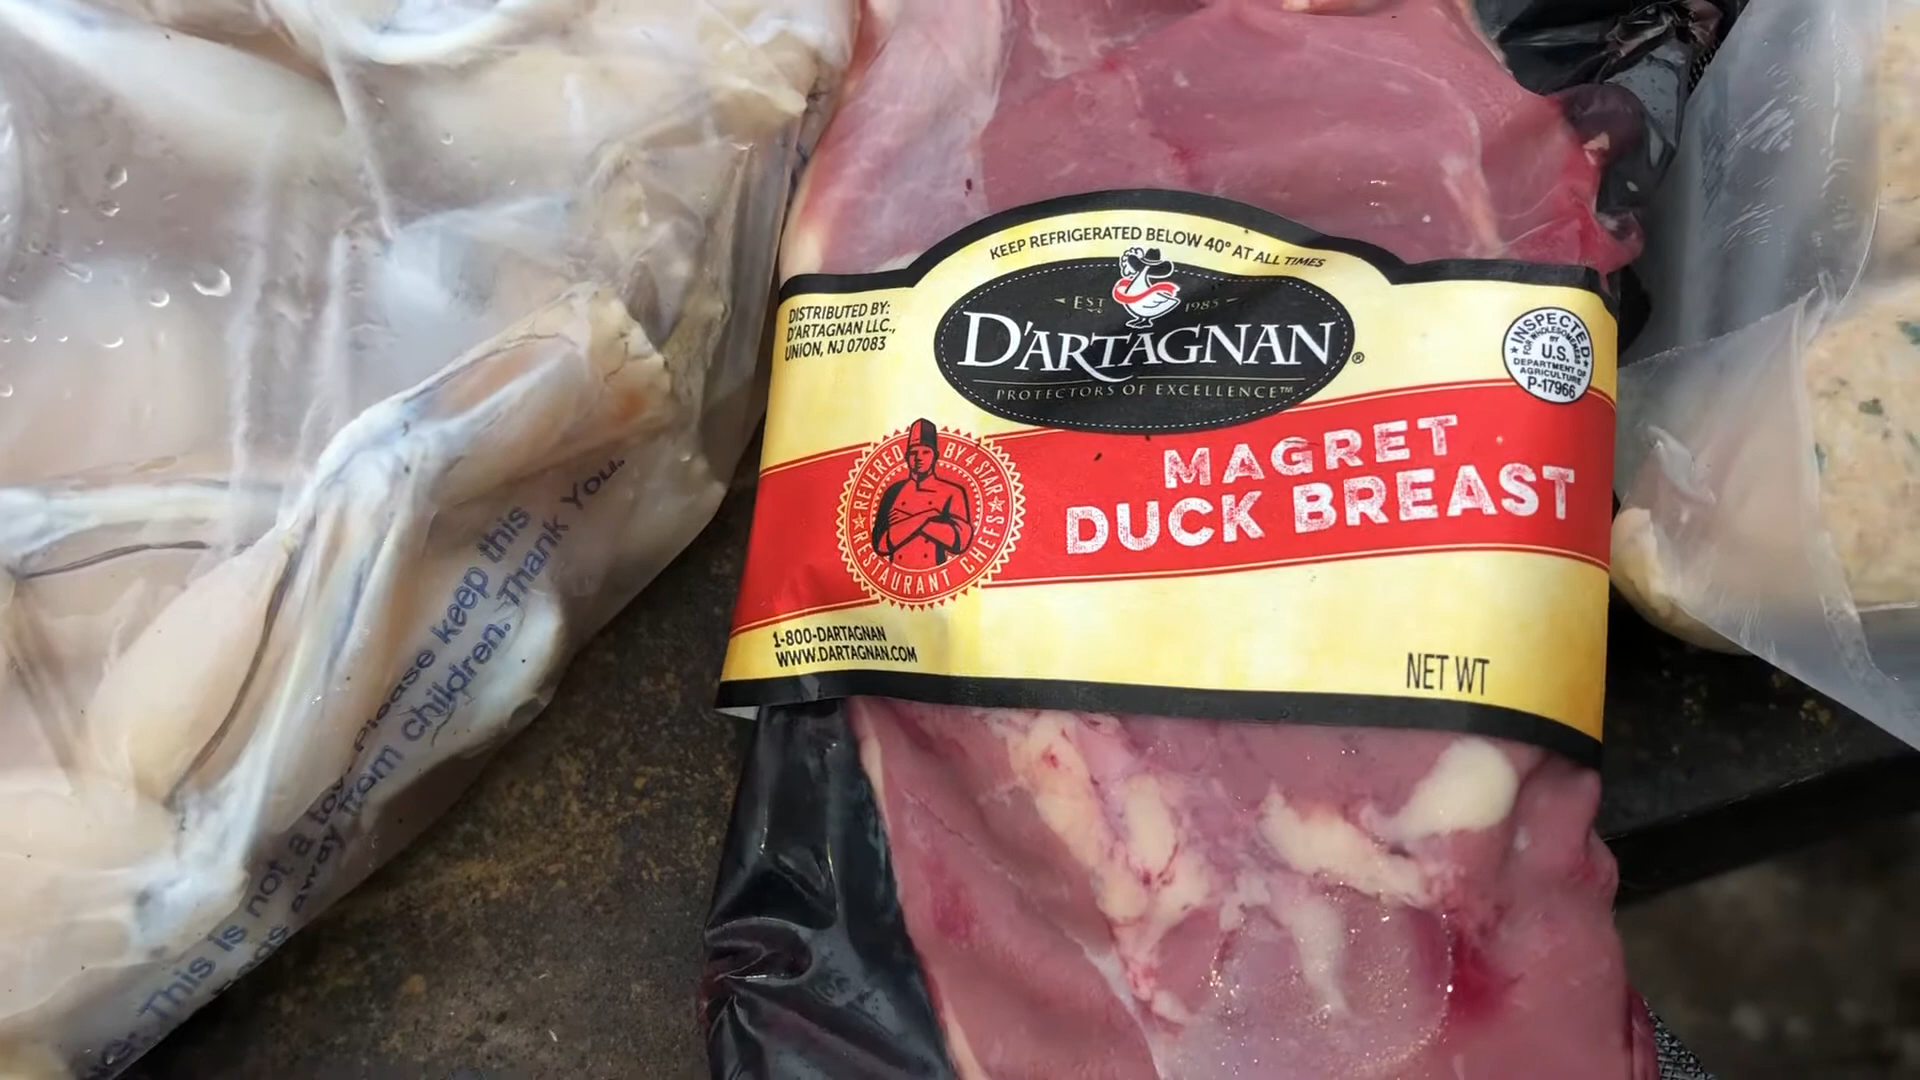 KEEP REFRIGERATED BELOW 40° AT ALL TIMES
DISTRIBUTED BY:
D'ARTAGNAN LLC.,
UNION, NJ 07083
EST 1985
D'ARTAGNAN®
PROTECTORS OF EXCELLENCE™
INSPECTED
FOR WHOLESOMENESS
BY
U.S.
DEPARTMENT OF
AGRICULTURE
P-17966
MAGRET
DUCK BREAST
REVERED BY 4 STAR
RESTAURANT CHEFS
1-800-DARTAGNAN
WWW.DARTAGNAN.COM
NET WT
This is not a toy. Please keep this
away from children. Thank You.